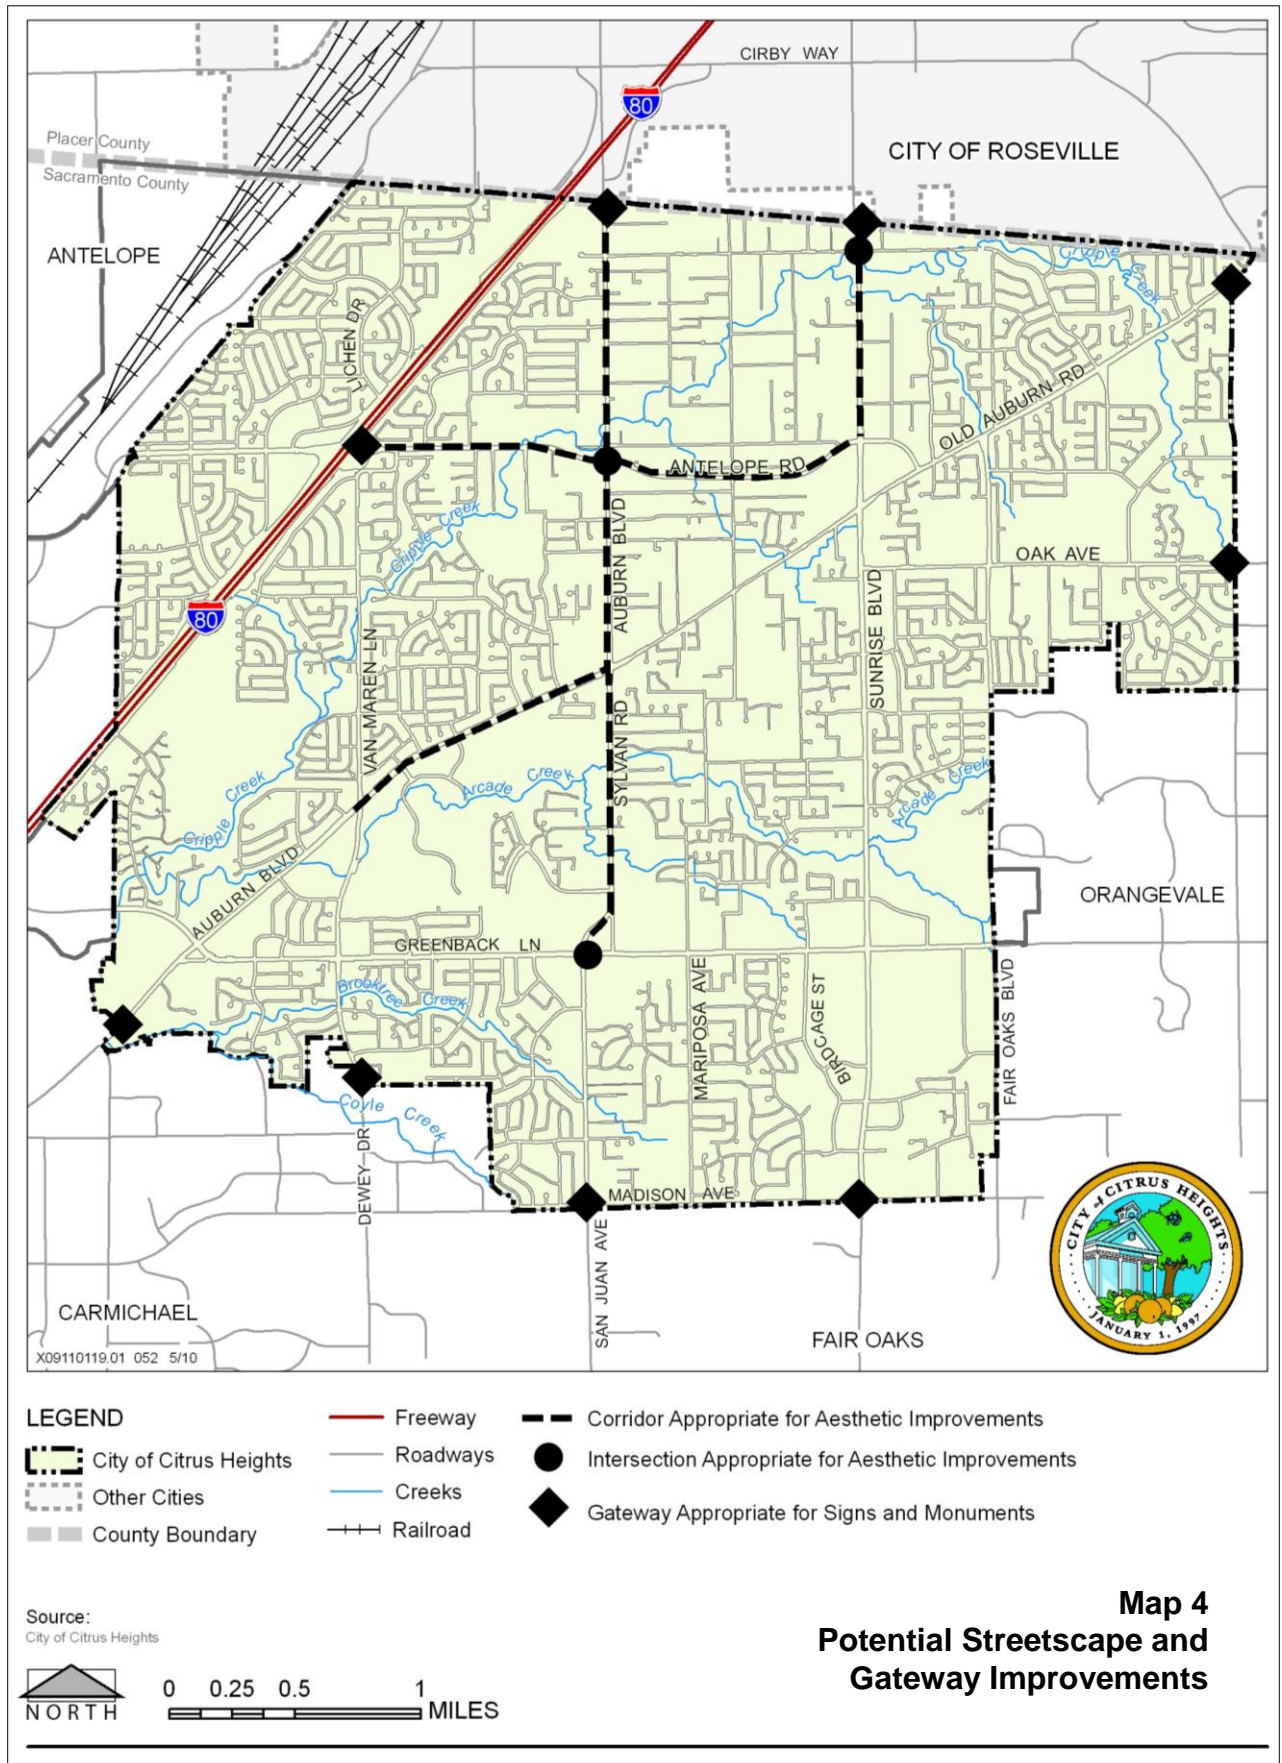 CIRBY WAY
80
Placer County
Sacramento County
CITY OF ROSEVILLE
ANTELOPE
Cripple Creek
LICHEN DR
OLD AUBURN RD
ANTELOPE RD
Cripple Creek
AUBURN BLVD
OAK AVE
80
SUNRISE BLVD
VAN MAREN LN
SYLVAN RD
Arcade Creek
Arcade Creek
Cripple Creek
AUBURN BLVD
ORANGEVALE
GREENBACK LN
MARIPOSA AVE
BIRDCAGE ST
FAIR OAKS BLVD
Brooktree Creek
Coyle Creek
DEWEY DR
MADISON AVE
SAN JUAN AVE
CITY of CITRUS HEIGHTS
JANUARY 1, 1997
CARMICHAEL
FAIR OAKS
X09110119.01 052 5/10
LEGEND
City of Citrus Heights
Other Cities
County Boundary
Freeway
Roadways
Creeks
Railroad
Corridor Appropriate for Aesthetic Improvements
Intersection Appropriate for Aesthetic Improvements
Gateway Appropriate for Signs and Monuments
Source:
City of Citrus Heights
NORTH
0 0.25 0.5 1
MILES
Map 4
Potential Streetscape and
Gateway Improvements